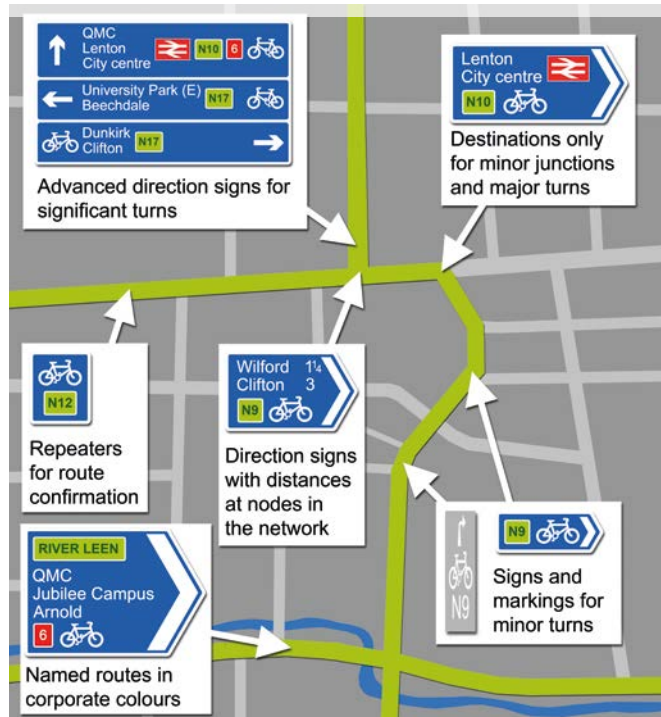 QMC
Lenton
City centre
N10 6
University Park (E)
Beechdale
N17
Dunkirk
Clifton
N17
Advanced direction signs for
significant turns
Lenton
City centre
N10
Destinations only
for minor junctions
and major turns
N12
Repeaters
for route
confirmation
Wilford 1¼
Clifton 3
N9
Direction signs
with distances
at nodes in
the network
RIVER LEEN
QMC
Jubilee Campus
Arnold
6
Named routes in
corporate colours
N9
N9
Signs and
markings for
minor turns